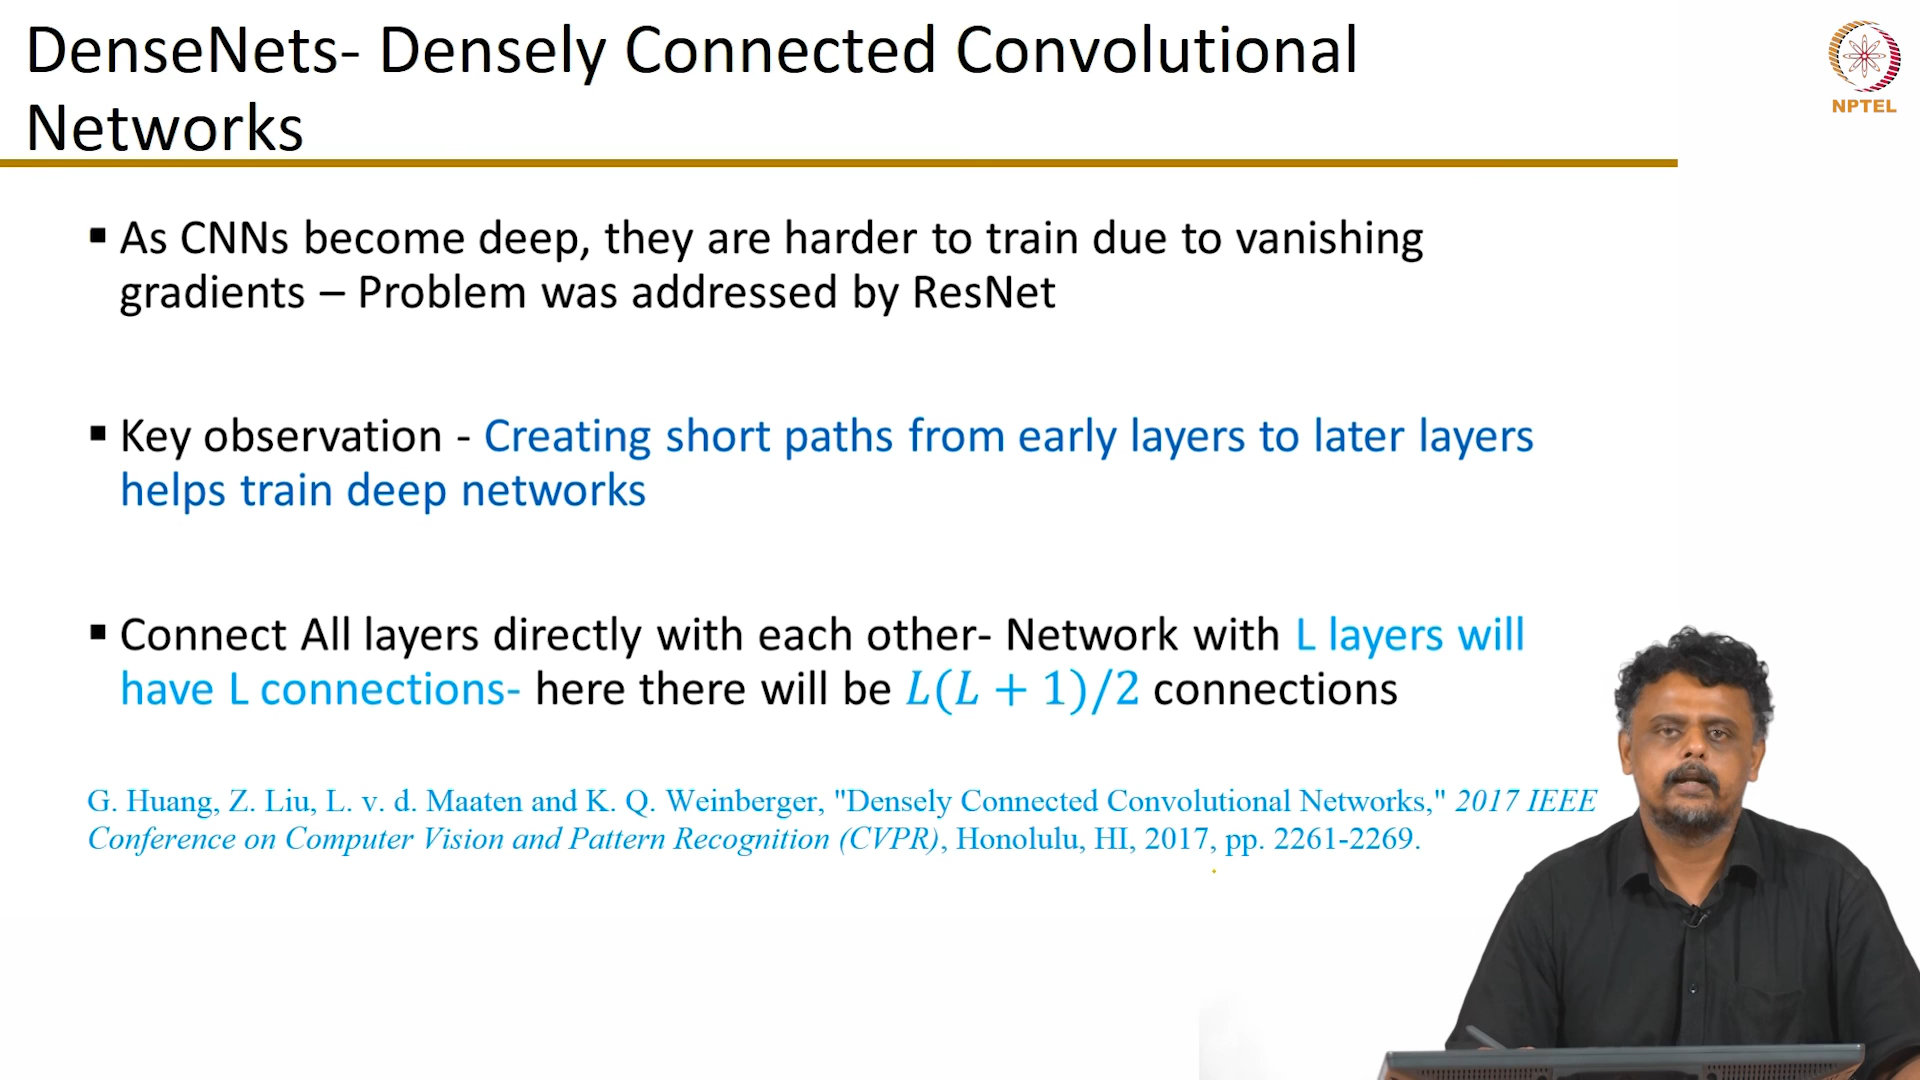 DenseNets- Densely Connected Convolutional
Networks
NPTEL
▪ As CNNs become deep, they are harder to train due to vanishing
gradients – Problem was addressed by ResNet
▪ Key observation - Creating short paths from early layers to later layers
helps train deep networks
▪ Connect All layers directly with each other- Network with L layers will
have L connections- here there will be L(L + 1)/2 connections
G. Huang, Z. Liu, L. v. d. Maaten and K. Q. Weinberger, "Densely Connected Convolutional Networks," 2017 IEEE
Conference on Computer Vision and Pattern Recognition (CVPR), Honolulu, HI, 2017, pp. 2261-2269.